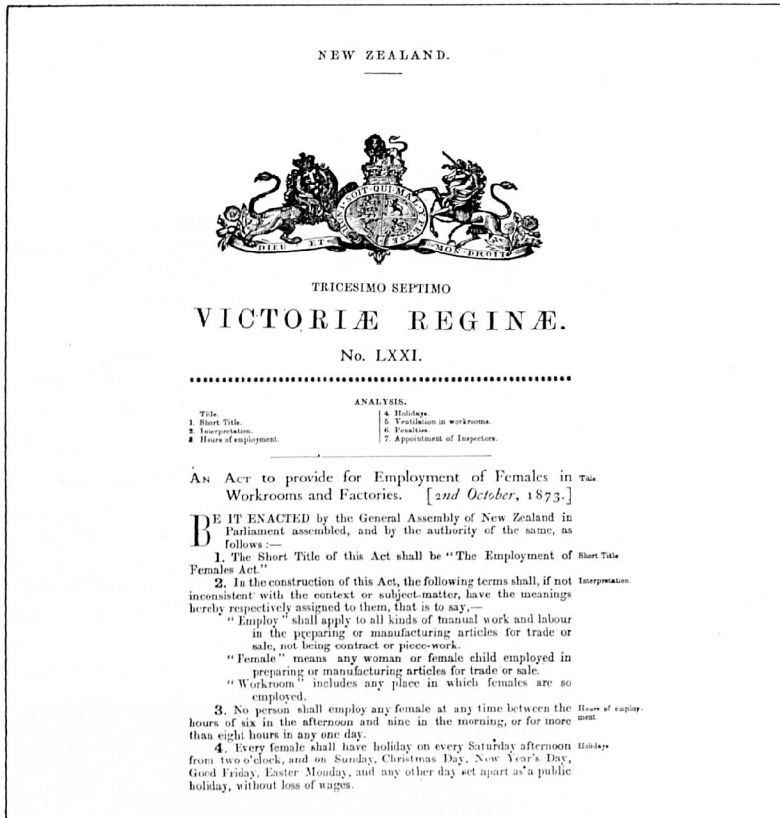 NEW ZEALAND.
HONI SOIT QUI MAL Y PENSE
DIEU ET MON DROIT
TRICESIMO SEPTIMO
VICTORIÆ REGINÆ.
No. LXXI.
ANALYSIS.
Title.
1. Short Title.
2. Interpretation.
3. Hours of employment.
4. Holidays.
5. Ventilation in workrooms.
6. Penalties.
7. Appointment of Inspectors.
AN ACT to provide for Employment of Females in Title.
Workrooms and Factories. [2nd October, 1873.]
BE IT ENACTED by the General Assembly of New Zealand in
Parliament assembled, and by the authority of the same, as
follows:—
1. The Short Title of this Act shall be "The Employment of Short Title.
Females Act."
2. In the construction of this Act, the following terms shall, if not Interpretation.
inconsistent with the context or subject-matter, have the meanings
hereby respectively assigned to them, that is to say,—
"Employ" shall apply to all kinds of manual work and labour
in the preparing or manufacturing articles for trade or
sale, not being contract or piece-work.
"Female" means any woman or female child employed in
preparing or manufacturing articles for trade or sale.
"Workroom" includes any place in which females are so
employed.
3. No person shall employ any female at any time between the Hours of employ-
hours of six in the afternoon and nine in the morning, or for more ment.
than eight hours in any one day.
4. Every female shall have holiday on every Saturday afternoon Holidays.
from two o'clock, and on Sunday, Christmas Day, New Year's Day,
Good Friday, Easter Monday, and any other day set apart as a public
holiday, without loss of wages.